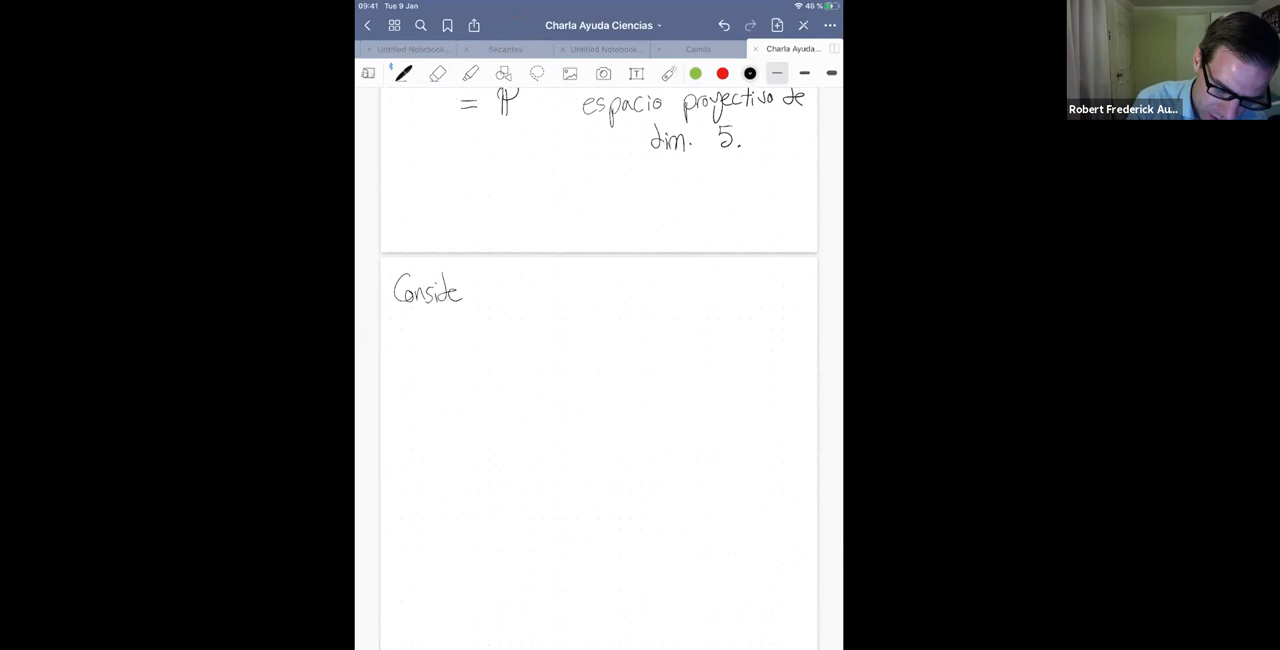 09:41 Tue 9 Jan
48 %
Charla Ayuda Ciencias
Untitled Notebook...
Secantes
Untitled Notebook...
Camila
Charla Ayuda...
= ℙ espacio proyectivo de
dim. 5.
Conside
Robert Frederick Au...